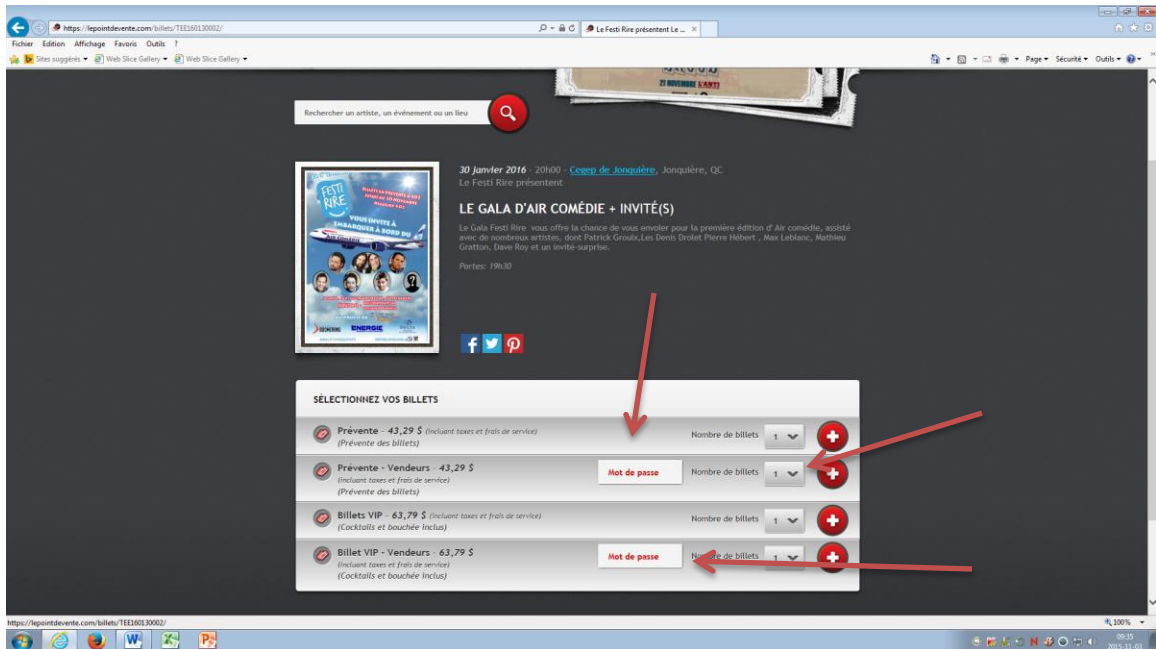 https://lepointdevente.com/billets/TEE160130002/
Le Festi Rire présentent Le ...
Fichier Edition Affichage Favoris Outils ?
Sites suggérés Web Slice Gallery Web Slice Gallery
Page Sécurité Outils
21 NOVEMBRE L'ANTI
Rechercher un artiste, un événement ou un lieu
30 janvier 2016 - 20h00 - Cegep de Jonquière, Jonquière, QC
Le Festi Rire présentent
LE GALA D'AIR COMÉDIE + INVITÉ(S)
Le Gala Festi Rire vous offre la chance de vous envoler pour la première édition d' Air comédie, assisté
avec de nombreux artistes, dont Patrick Groulx,Les Denis Drolet Pierre Hébert , Max Leblanc, Mathieu
Gratton, Dave Roy et un invité-surprise.
Portes: 19h30
FESTI
RIRE
VOUS INVITE À
EMBARQUER À BORD DU
AIR COMÉDIE
ENERGIE
SÉLECTIONNEZ VOS BILLETS
Prévente - 43,29 $ (Incluant taxes et frais de service)
(Prévente des billets)
Nombre de billets 1
Prévente - Vendeurs - 43,29 $
(Incluant taxes et frais de service)
(Prévente des billets)
Mot de passe
Nombre de billets 1
Billets VIP - 63,79 $ (Incluant taxes et frais de service)
(Cocktails et bouchée inclus)
Nombre de billets 1
Billet VIP - Vendeurs - 63,79 $
(Incluant taxes et frais de service)
(Cocktails et bouchée inclus)
Mot de passe
Nombre de billets 1
https://lepointdevente.com/billets/TEE160130002/
100%
09:35
2015-11-03